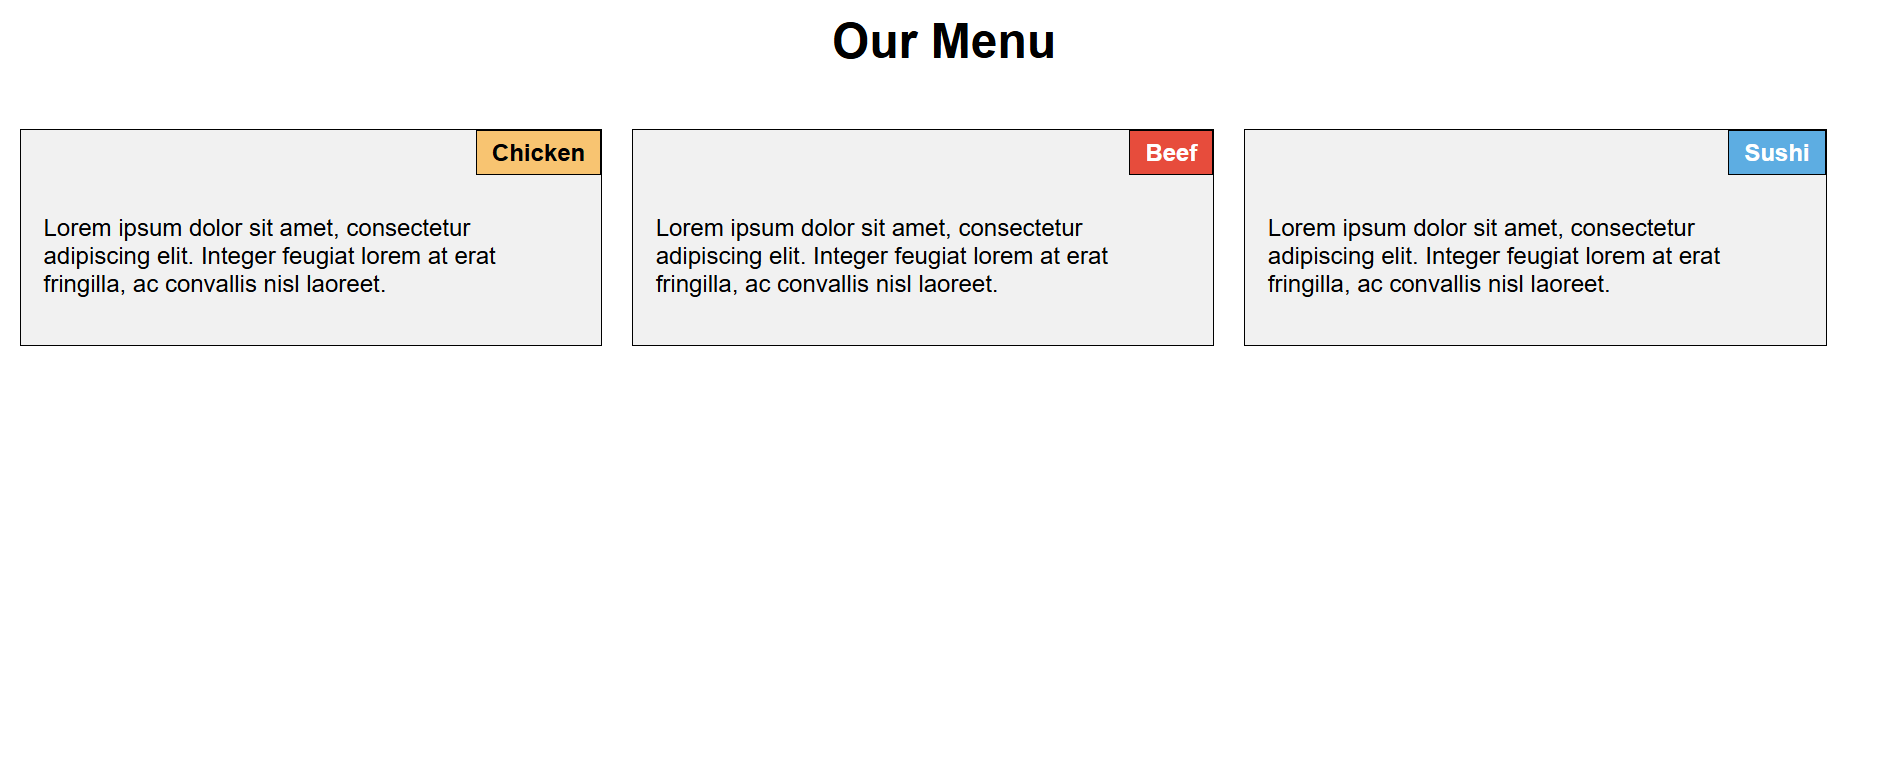 Our Menu
Chicken
Lorem ipsum dolor sit amet, consectetur
adipiscing elit. Integer feugiat lorem at erat
fringilla, ac convallis nisl laoreet.
Beef
Lorem ipsum dolor sit amet, consectetur
adipiscing elit. Integer feugiat lorem at erat
fringilla, ac convallis nisl laoreet.
Sushi
Lorem ipsum dolor sit amet, consectetur
adipiscing elit. Integer feugiat lorem at erat
fringilla, ac convallis nisl laoreet.